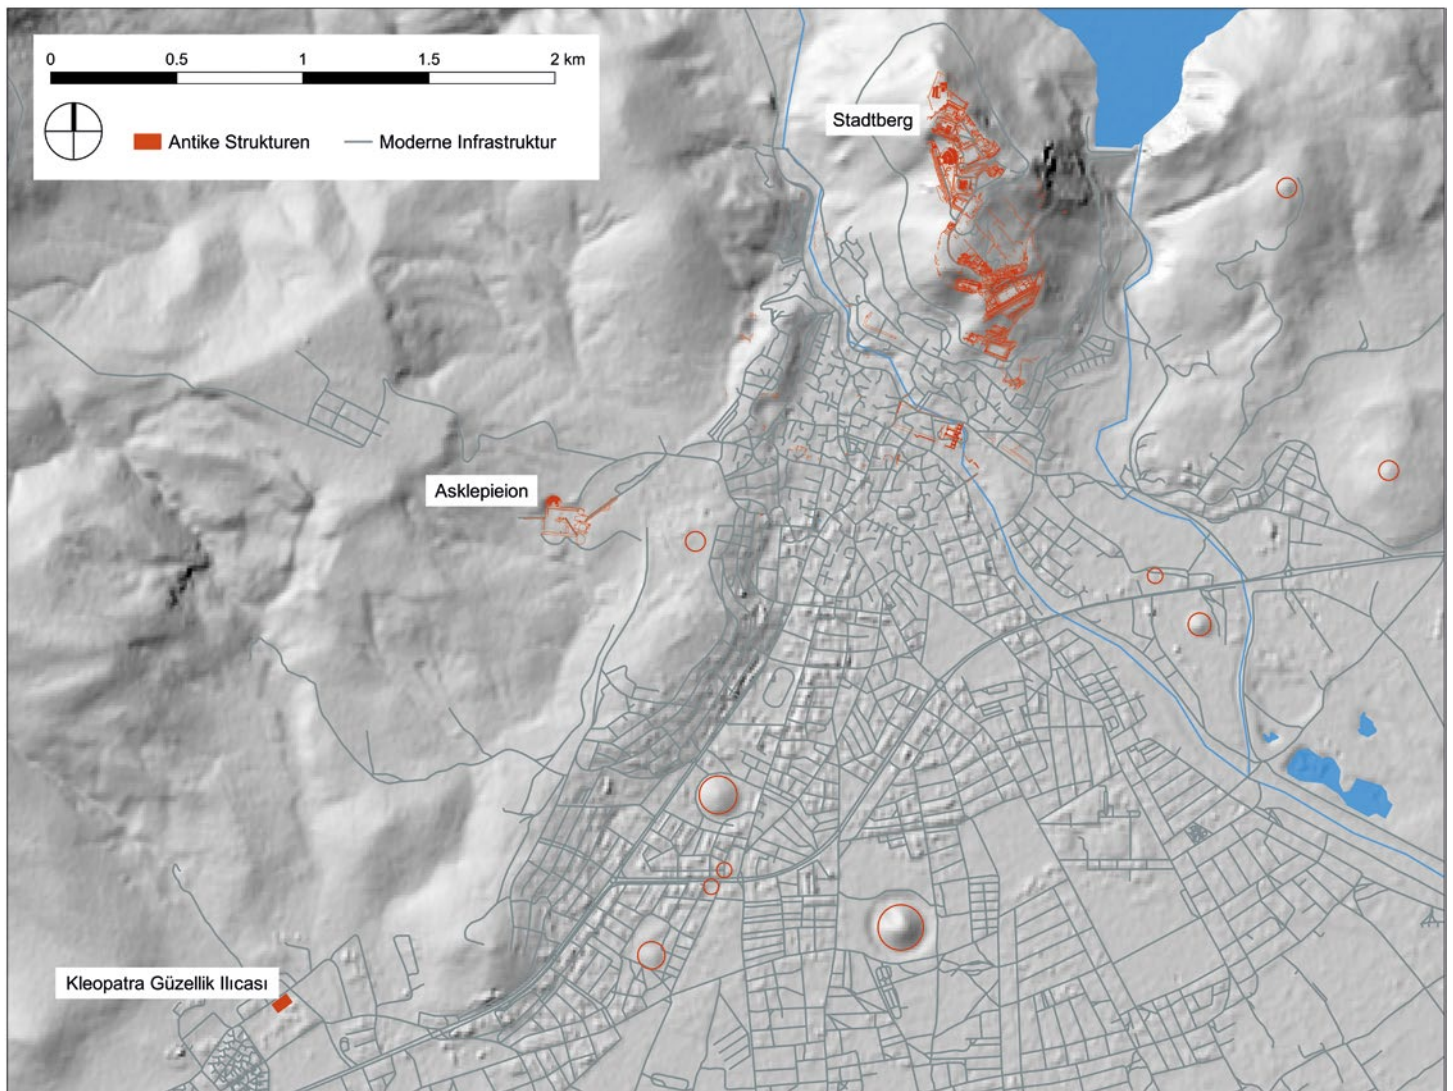 0 0.5 1 1.5 2 km
Antike Strukturen
Moderne Infrastruktur
Stadtberg
Asklepieion
Kleopatra Güzellik Ilıcası